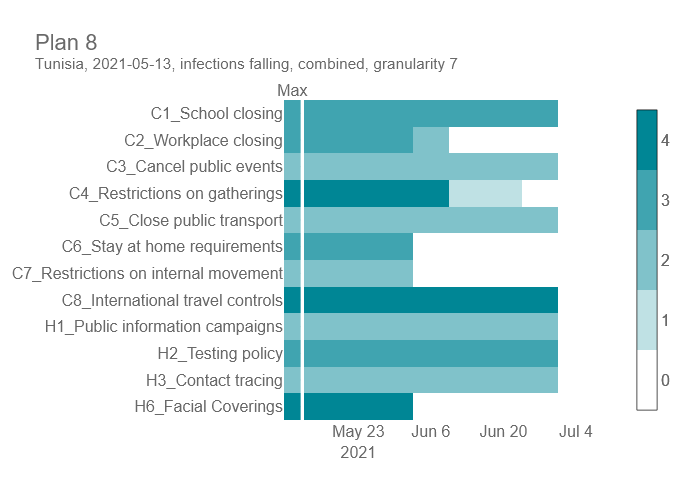 Plan 8
Tunisia, 2021-05-13, infections falling, combined, granularity 7
Max
C1_School closing
C2_Workplace closing
C3_Cancel public events
C4_Restrictions on gatherings
C5_Close public transport
C6_Stay at home requirements
C7_Restrictions on internal movement
C8_International travel controls
H1_Public information campaigns
H2_Testing policy
H3_Contact tracing
H6_Facial Coverings
May 23 Jun 6 Jun 20 Jul 4
2021
4
3
2
1
0